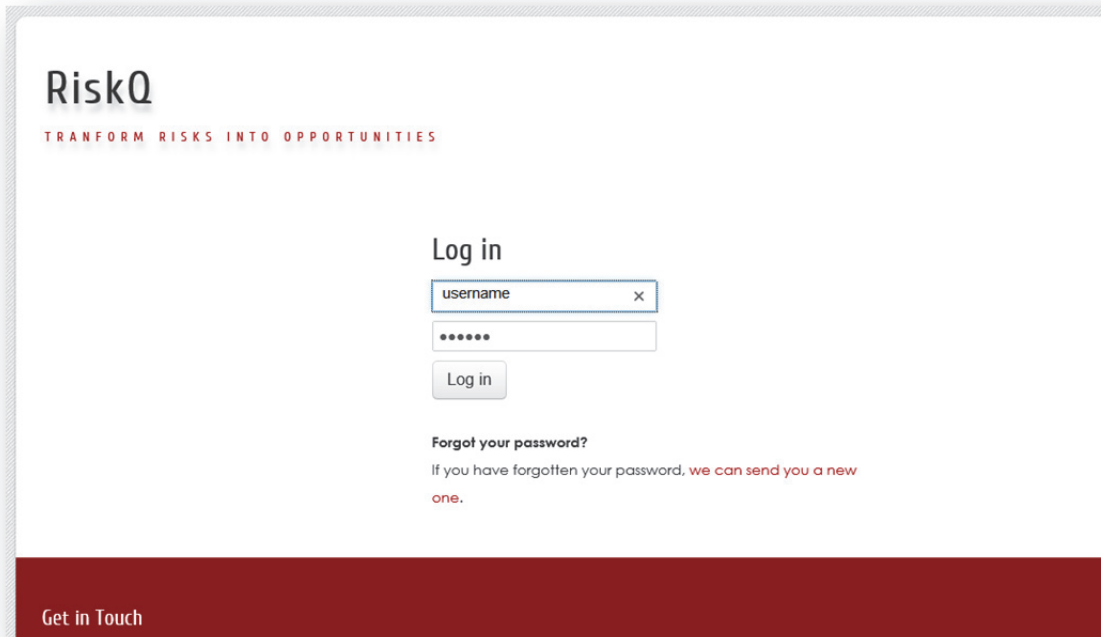 RiskQ
TRANFORM RISKS INTO OPPORTUNITIES
Log in
username ×
••••••
Log in
Forgot your password?
If you have forgotten your password, we can send you a new
one.
Get in Touch